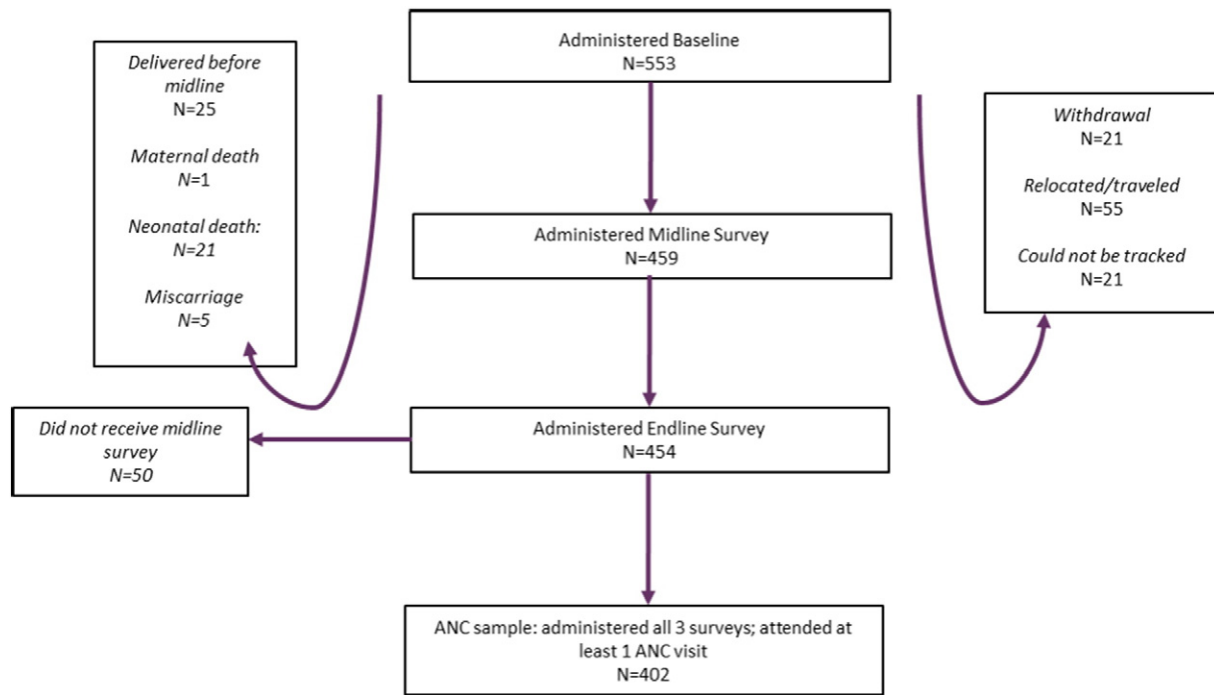 Administered Baseline
N=553
Delivered before
midline
N=25
Maternal death
N=1
Neonatal death:
N=21
Miscarriage
N=5
Withdrawal
N=21
Relocated/traveled
N=55
Could not be tracked
N=21
Administered Midline Survey
N=459
Administered Endline Survey
N=454
Did not receive midline
survey
N=50
ANC sample: administered all 3 surveys; attended at
least 1 ANC visit
N=402